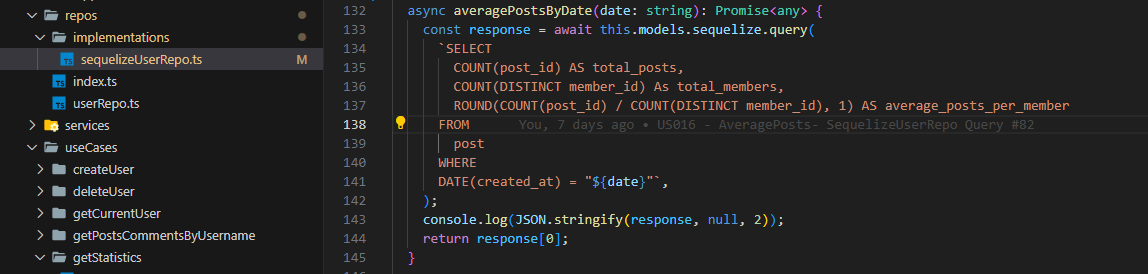 repos
implementations
TS sequelizeUserRepo.ts M
TS index.ts
TS userRepo.ts
services
useCases
createUser
deleteUser
getCurrentUser
getPostsCommentsByUsername
getStatistics
132 async averagePostsByDate(date: string): Promise<any> {
133 const response = await this.models.sequelize.query(
134 `SELECT
135 COUNT(post_id) AS total_posts,
136 COUNT(DISTINCT member_id) As total_members,
137 ROUND(COUNT(post_id) / COUNT(DISTINCT member_id), 1) AS average_posts_per_member
138 FROM You, 7 days ago • US016 - AveragePosts- SequelizeUserRepo Query #82
139 post
140 WHERE
141 DATE(created_at) = "${date}"`,
142 );
143 console.log(JSON.stringify(response, null, 2));
144 return response[0];
145 }